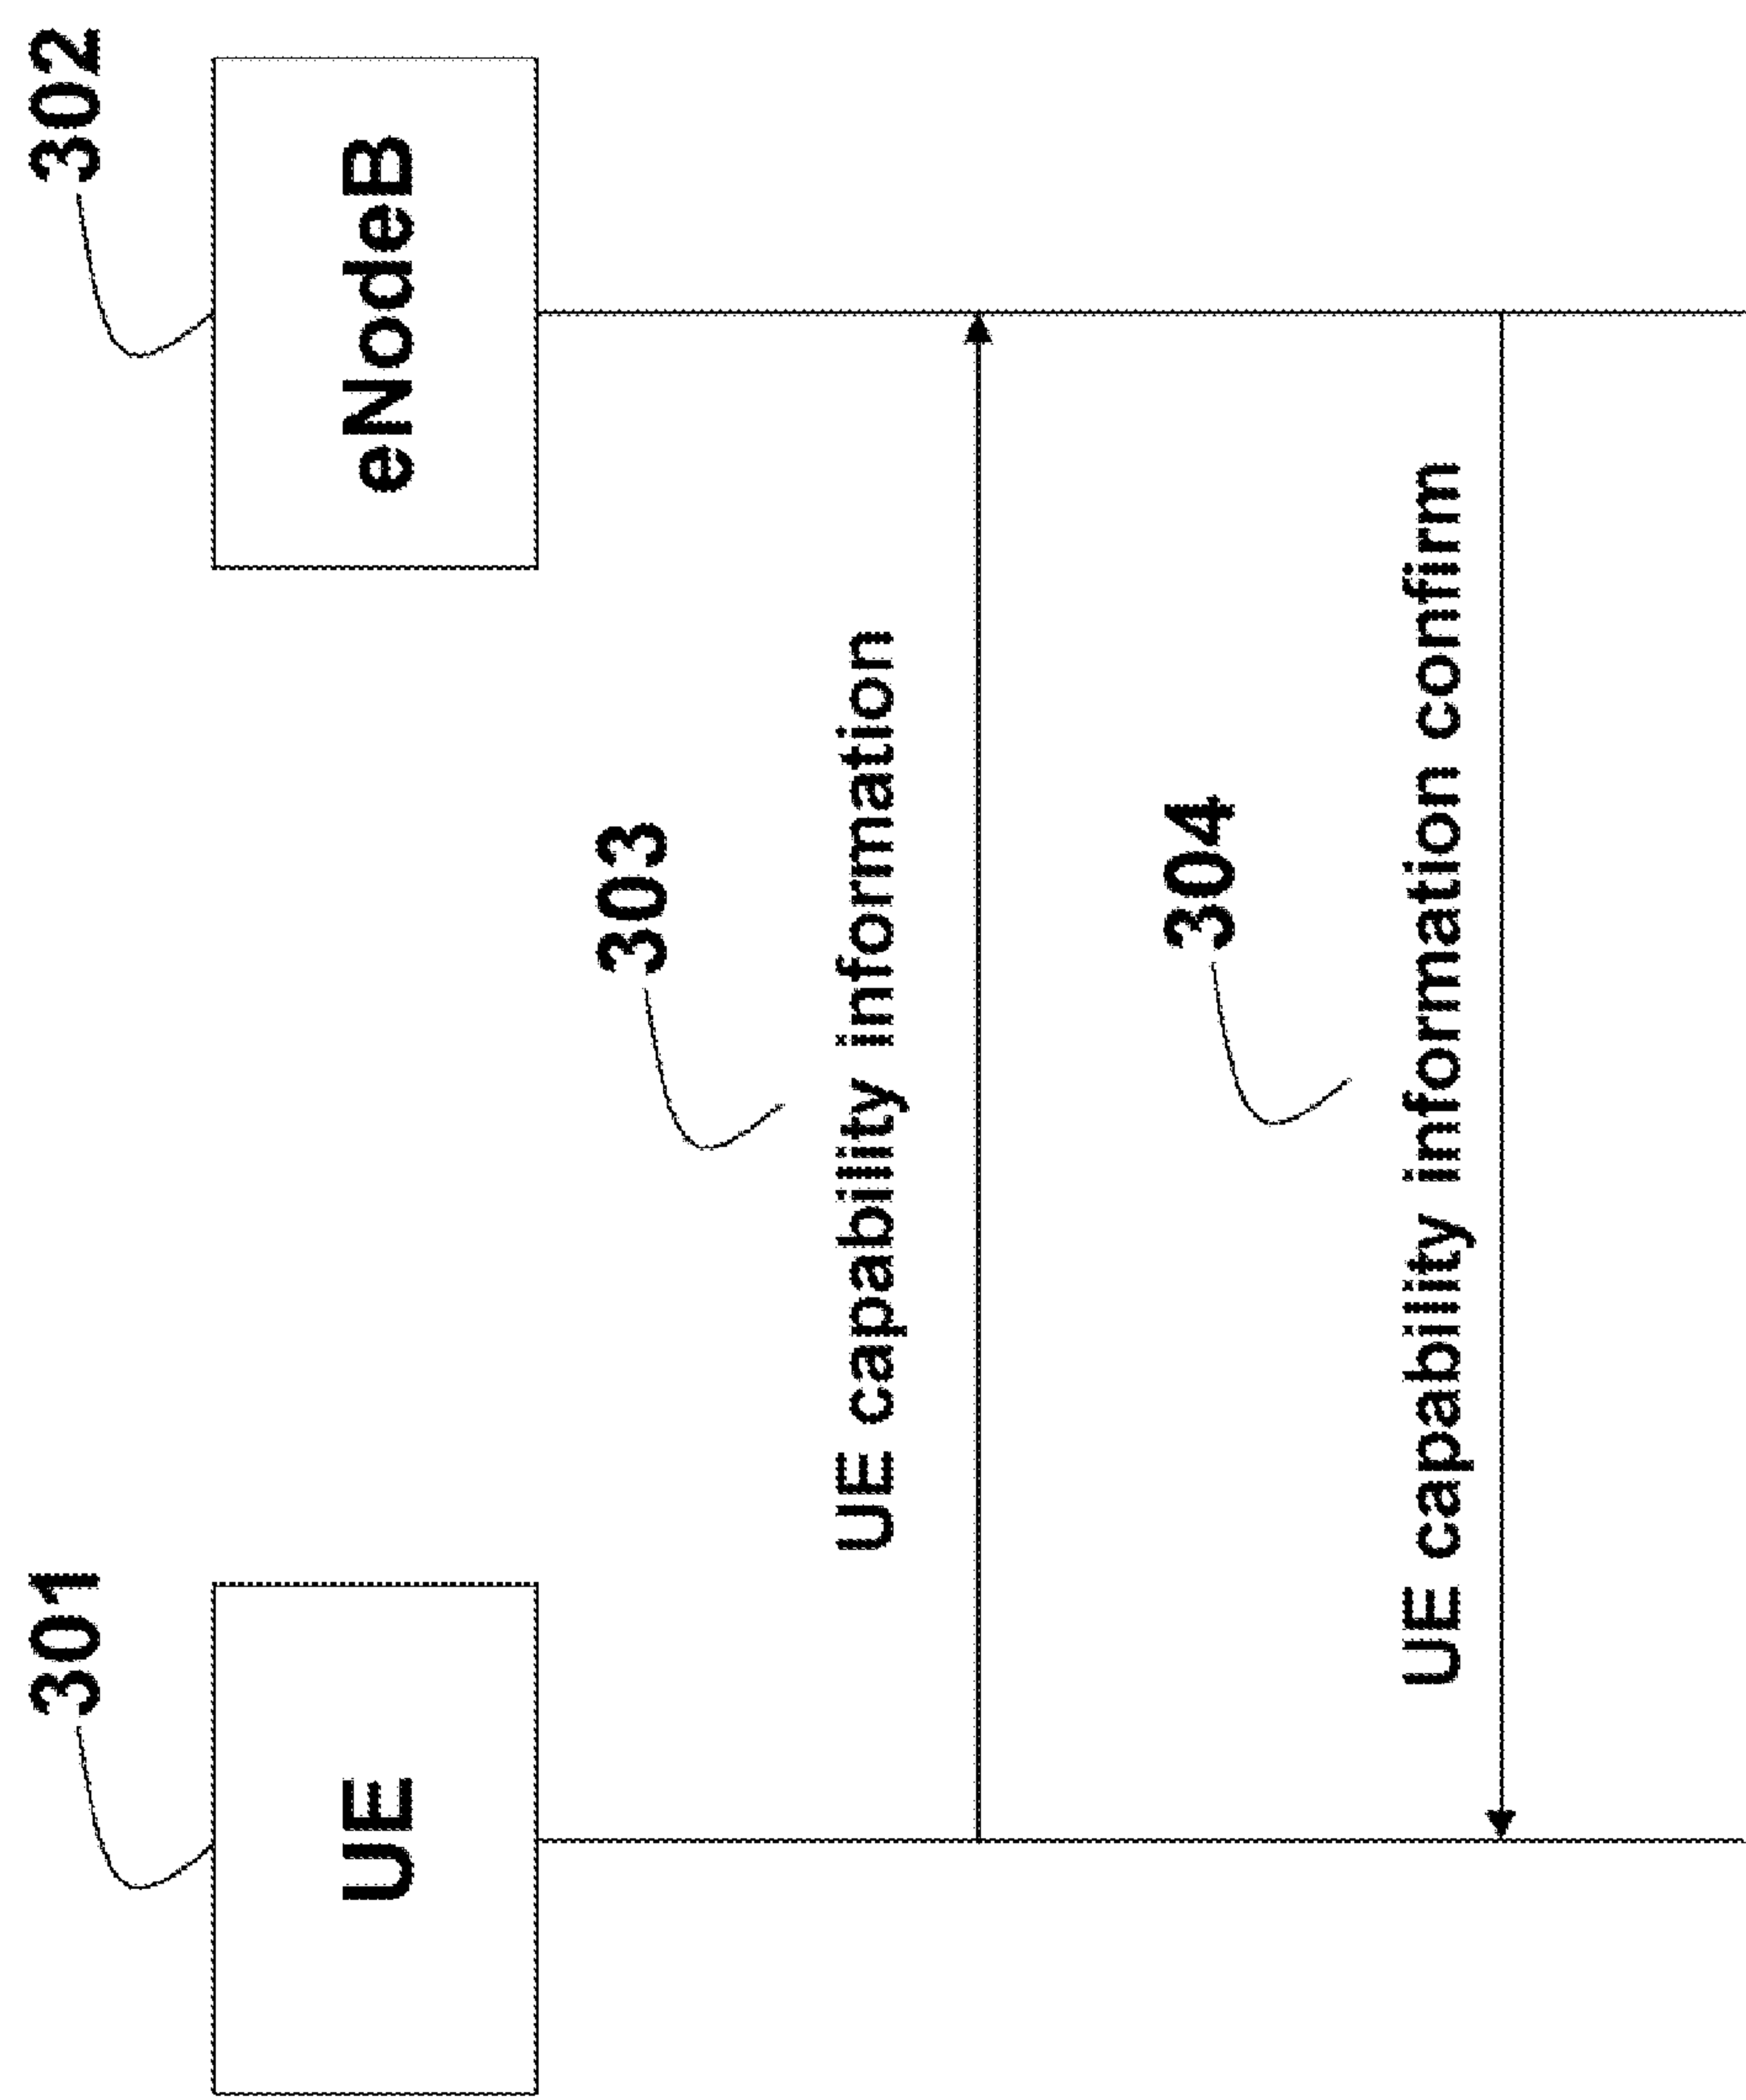 301
302
UE
eNodeB
303
UE capability information
304
UE capability information confirm